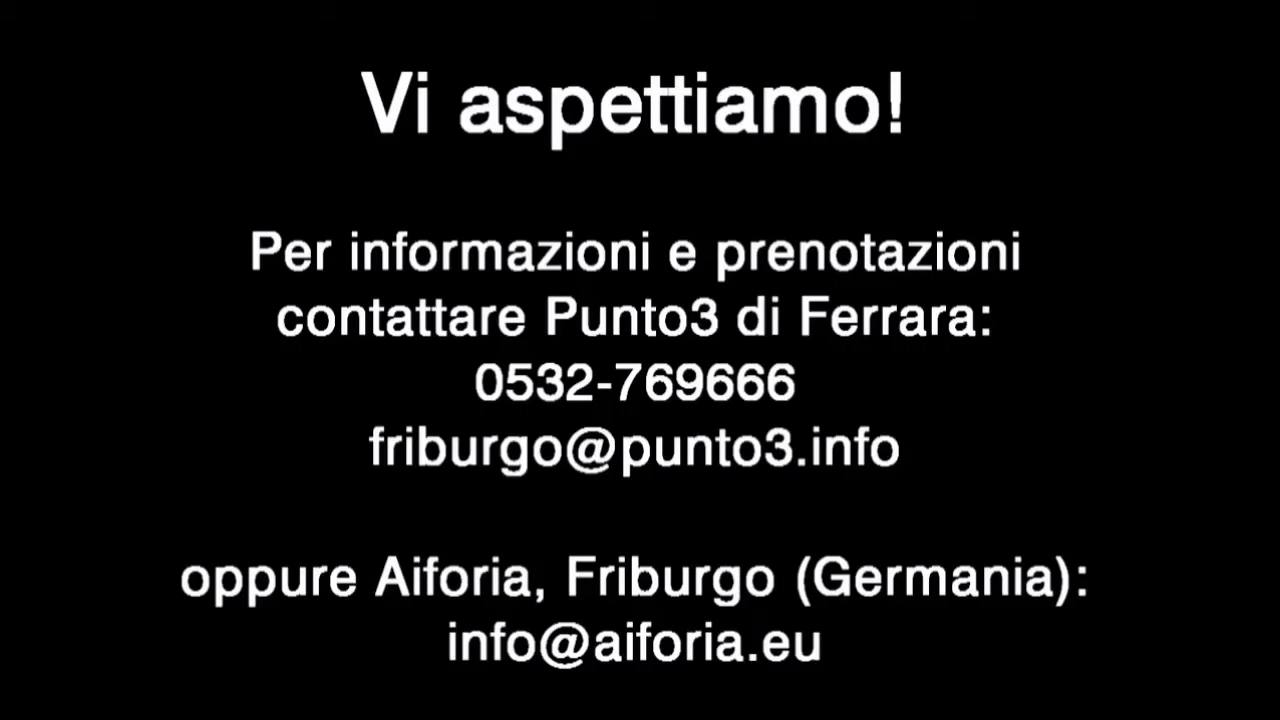 Vi aspettiamo!
Per informazioni e prenotazioni
contattare Punto3 di Ferrara:
0532-769666
friburgo@punto3.info
oppure Aiforia, Friburgo (Germania):
info@aiforia.eu